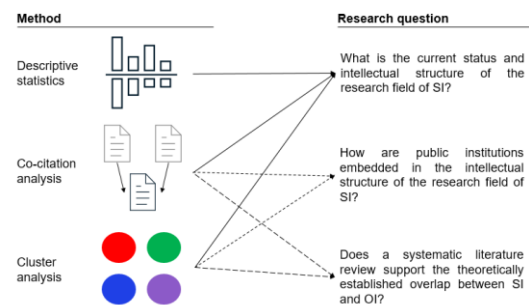 Method
Research question
Descriptive
statistics
What is the current status and
intellectual structure of the
research field of SI?
Co-citation
analysis
How are public institutions
embedded in the intellectual
structure of the research field of
SI?
Cluster
analysis
Does a systematic literature
review support the theoretically
established overlap between SI
and OI?